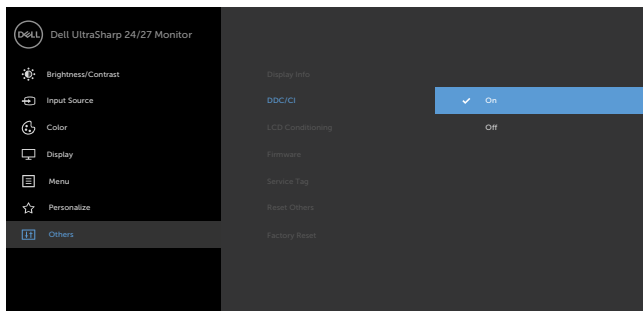 DELL
Dell UltraSharp 24/27 Monitor
Brightness/Contrast
Input Source
Color
Display
Menu
Personalize
Others
Display Info
DDC/CI
LCD Conditioning
Firmware
Service Tag
Reset Others
Factory Reset
On
Off